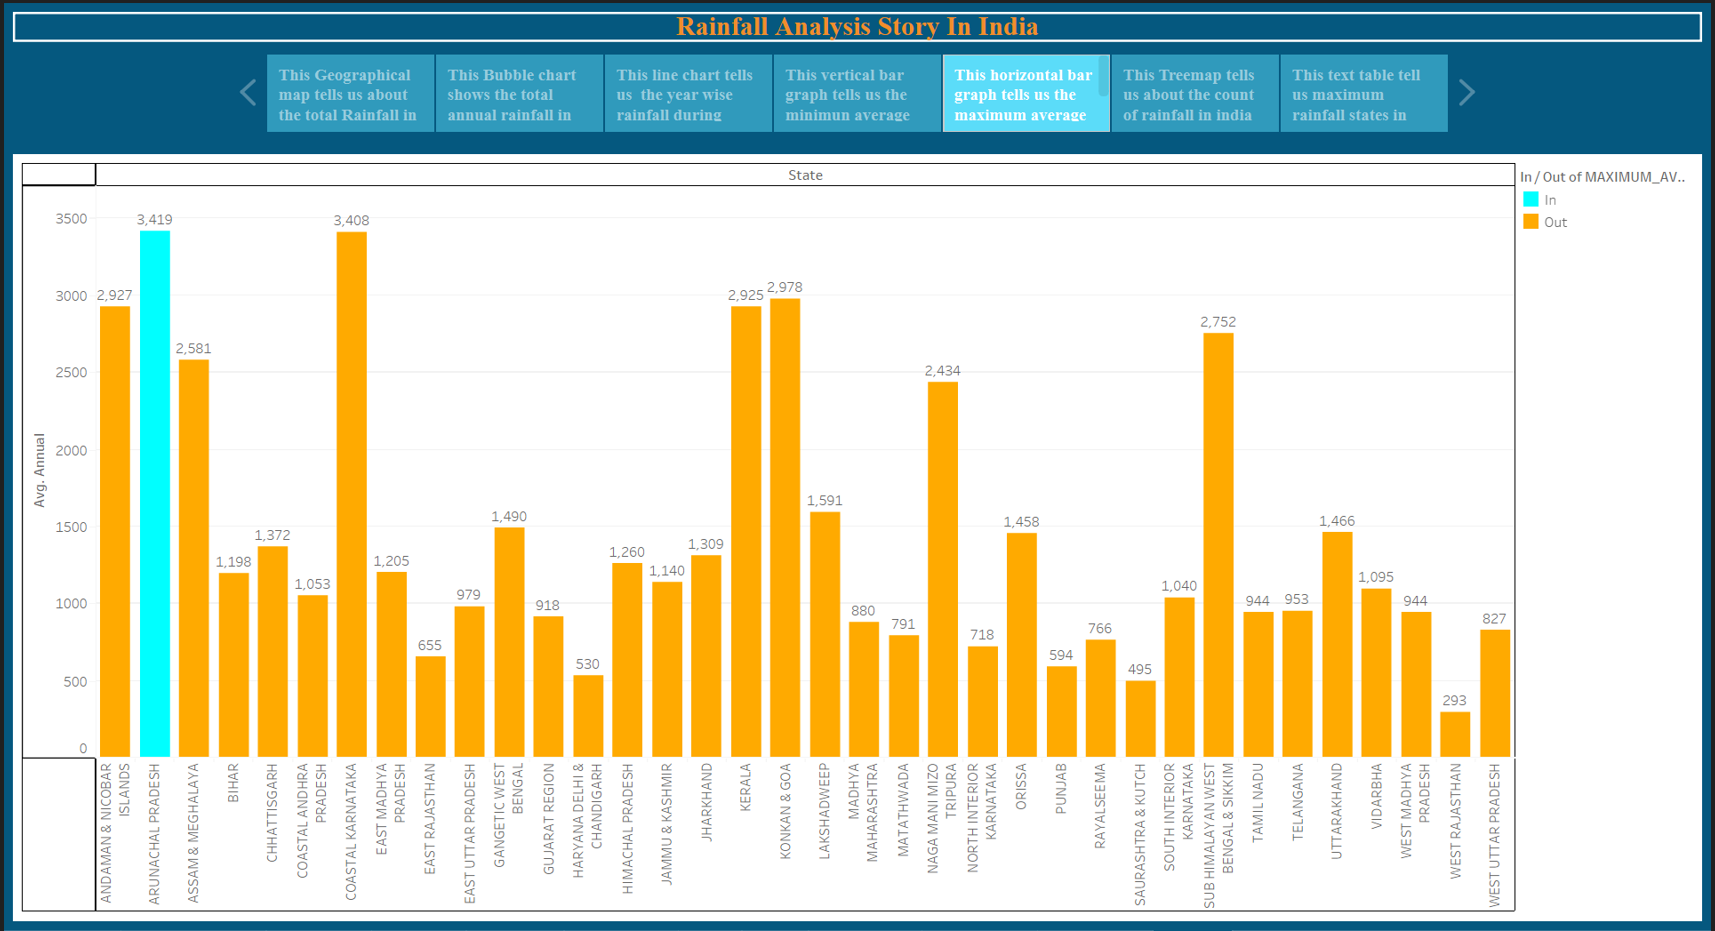 Rainfall Analysis Story In India
This Geographical
map tells us about
the total Rainfall in
This Bubble chart
shows the total
annual rainfall in
This line chart tells
us the year wise
rainfall during
This vertical bar
graph tells us the
minimun average
This horizontal bar
graph tells us the
maximum average
This Treemap tells
us about the count
of rainfall in india
This text table tell
us maximum
rainfall states in
State
In / Out of MAXIMUM_AV..
In
Out
Avg. Annual
3500
3000
2500
2000
1500
1000
500
0
2,927
3,419
2,581
1,198
1,372
1,053
3,408
1,205
655
979
1,490
918
530
1,260
1,140
1,309
2,925
2,978
1,591
880
791
2,434
718
1,458
594
766
495
1,040
2,752
944
953
1,466
1,095
944
293
827
ANDAMAN & NICOBAR
ISLANDS
ARUNACHAL PRADESH
ASSAM & MEGHALAYA
BIHAR
CHHATTISGARH
COASTAL ANDHRA
PRADESH
COASTAL KARNATAKA
EAST MADHYA
PRADESH
EAST RAJASTHAN
EAST UTTAR PRADESH
GANGETIC WEST
BENGAL
GUJARAT REGION
HARYANA DELHI &
CHANDIGARH
HIMACHAL PRADESH
JAMMU & KASHMIR
JHARKHAND
KERALA
KONKAN & GOA
LAKSHADWEEP
MADHYA
MAHARASHTRA
MATATHWADA
NAGA MANI MIZO
TRIPURA
NORTH INTERIOR
KARNATAKA
ORISSA
PUNJAB
RAYALSEEMA
SAURASHTRA & KUTCH
SOUTH INTERIOR
KARNATAKA
SUB HIMALAYAN WEST
BENGAL & SIKKIM
TAMIL NADU
TELANGANA
UTTARAKHAND
VIDARBHA
WEST MADHYA
PRADESH
WEST RAJASTHAN
WEST UTTAR PRADESH